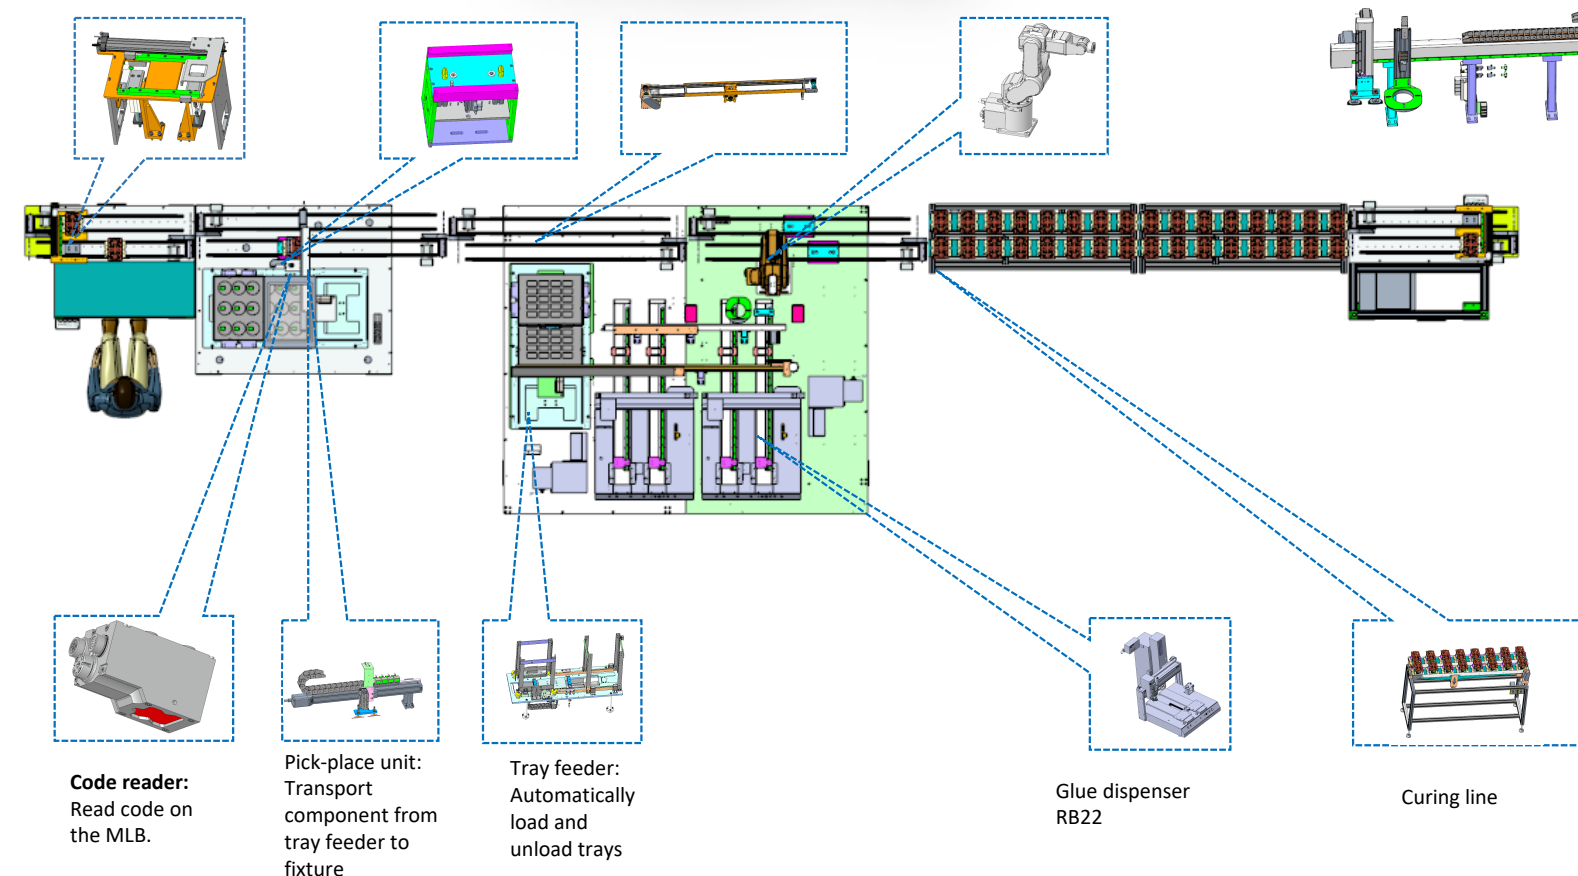 Code reader:
Read code on
the MLB.
Pick-place unit:
Transport
component from
tray feeder to
fixture
Tray feeder:
Automatically
load and
unload trays
Glue dispenser
RB22
Curing line